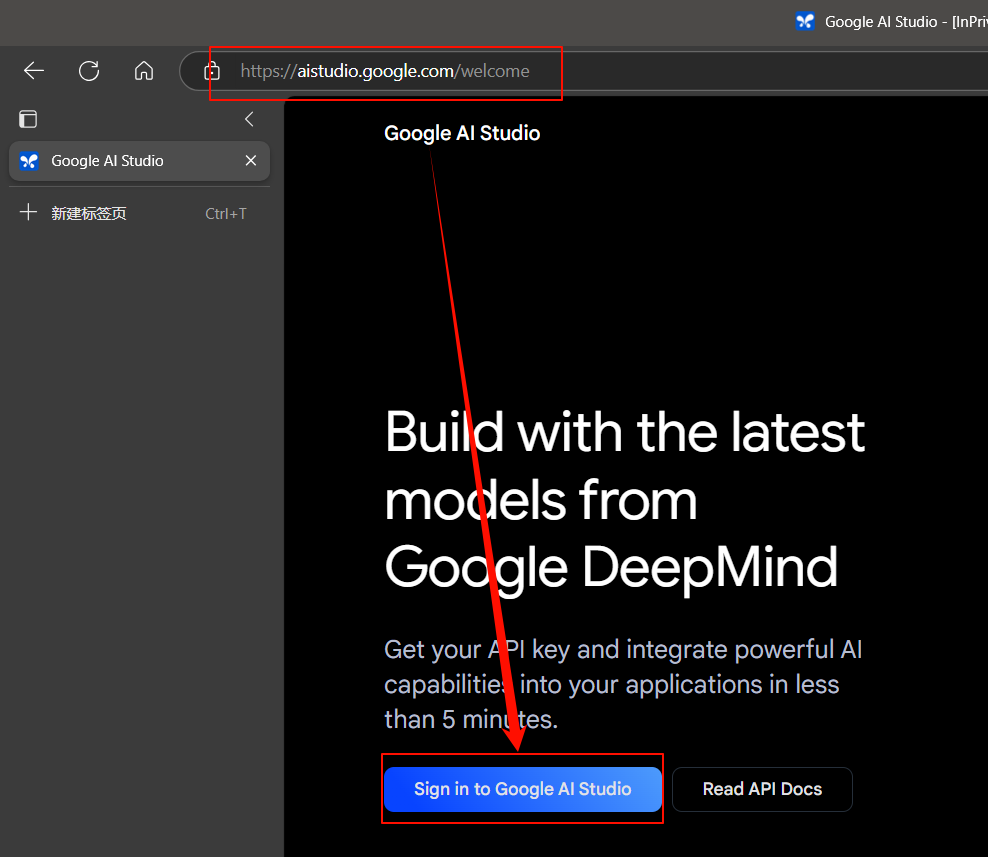 Google AI Studio - [InPriv
https://aistudio.google.com/welcome
Google AI Studio
新建标签页 Ctrl+T
Google AI Studio
Build with the latest
models from
Google DeepMind
Get your API key and integrate powerful AI
capabilities into your applications in less
than 5 minutes.
Sign in to Google AI Studio
Read API Docs